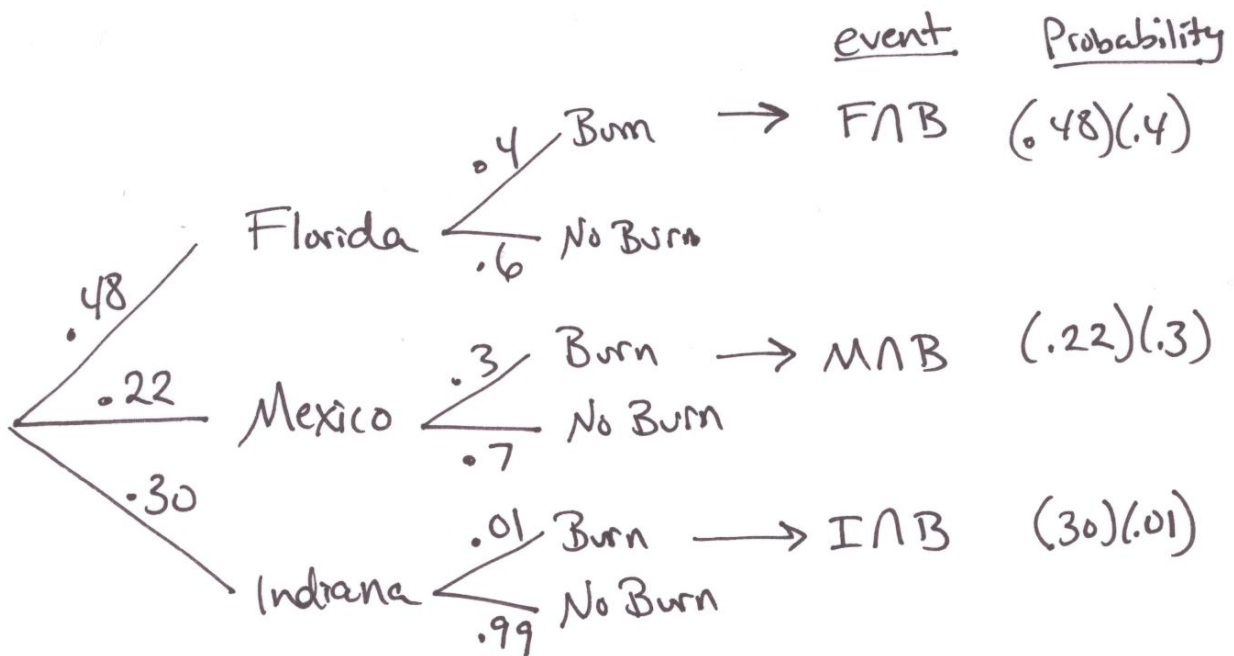 event Probability
.4 Burn → F∩B (.48)(.4)
Florida
.6 No Burn
.48
.3 Burn → M∩B (.22)(.3)
.22 Mexico
.7 No Burn
.30
.01 Burn → I∩B (.30)(.01)
Indiana
.99 No Burn